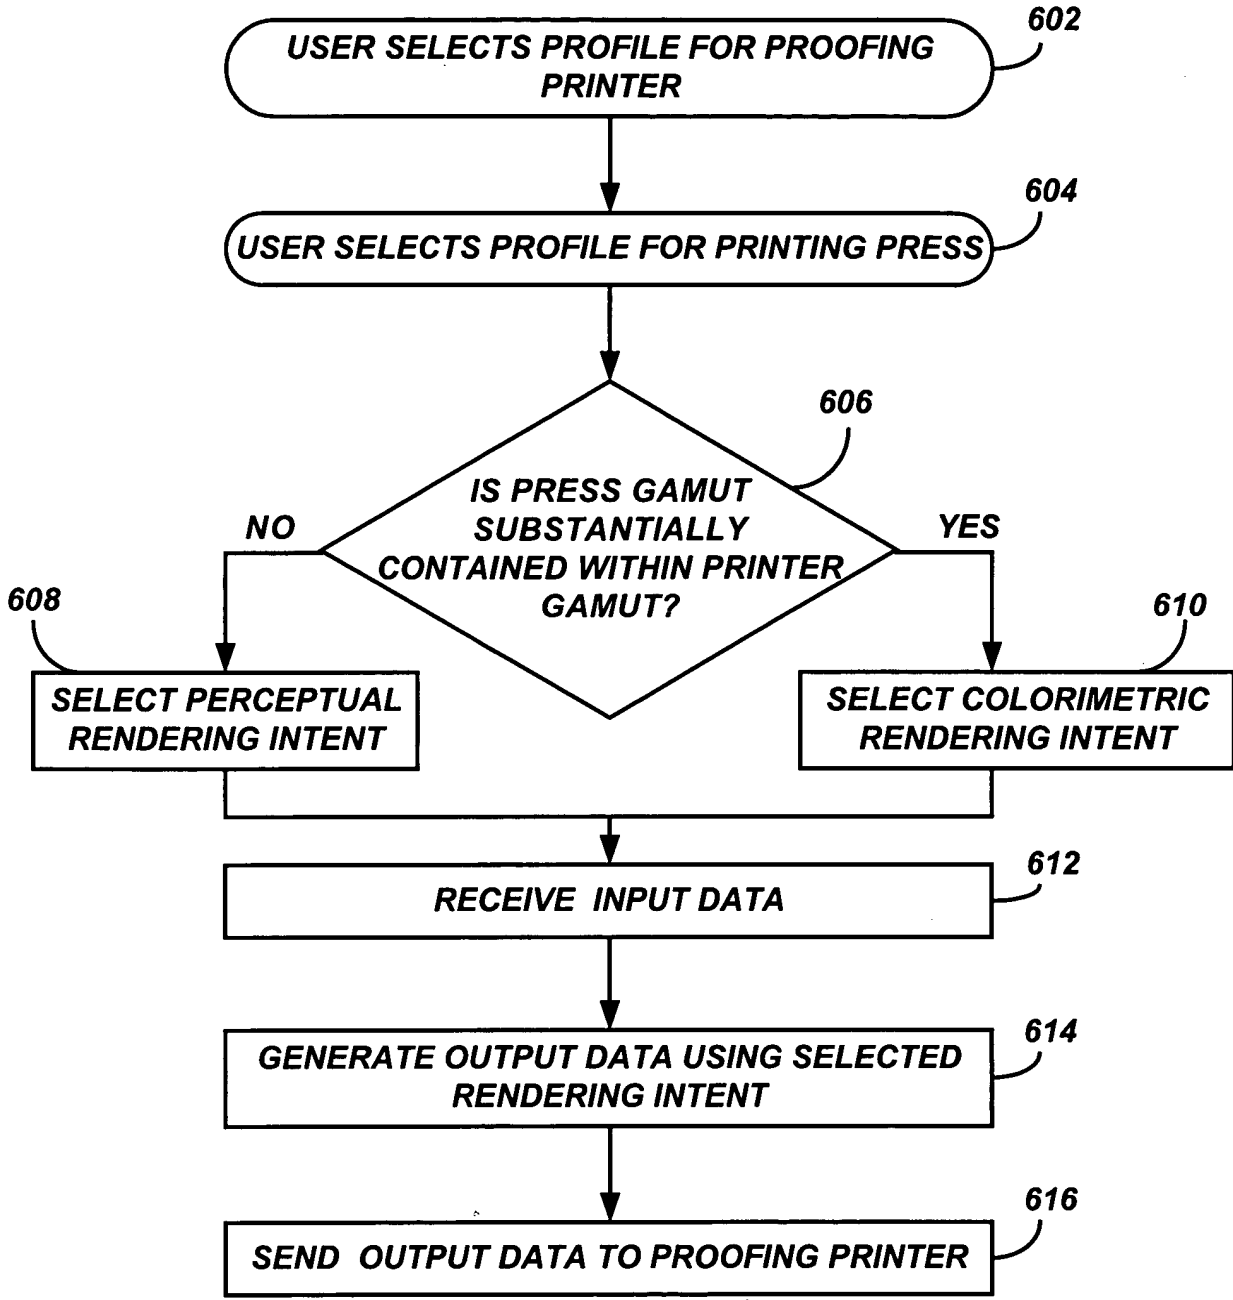 602
USER SELECTS PROFILE FOR PROOFING
PRINTER
604
USER SELECTS PROFILE FOR PRINTING PRESS
606
IS PRESS GAMUT
SUBSTANTIALLY
CONTAINED WITHIN PRINTER
GAMUT?
NO
YES
608
SELECT PERCEPTUAL
RENDERING INTENT
610
SELECT COLORIMETRIC
RENDERING INTENT
612
RECEIVE INPUT DATA
614
GENERATE OUTPUT DATA USING SELECTED
RENDERING INTENT
616
SEND OUTPUT DATA TO PROOFING PRINTER